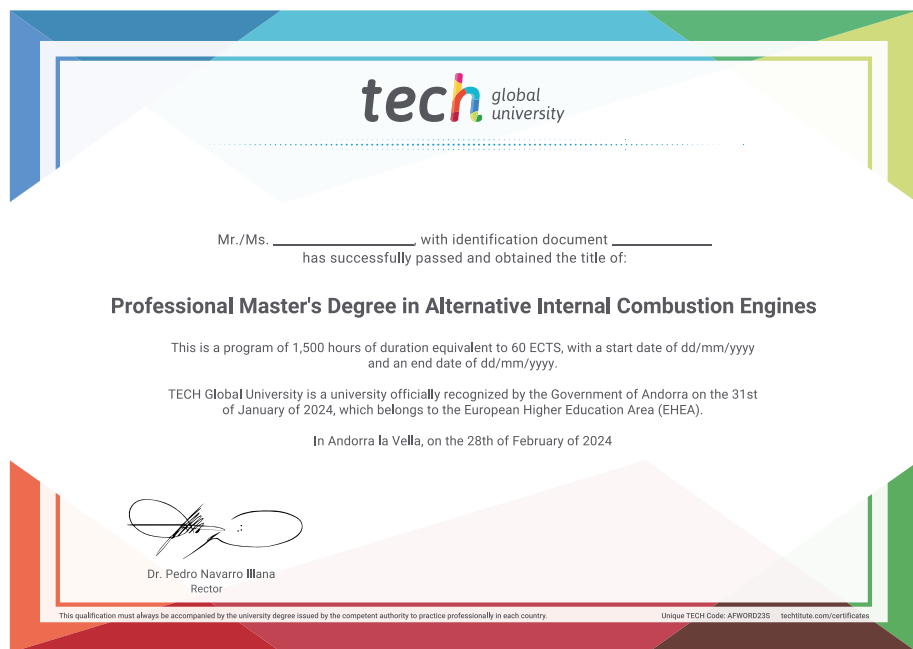 tech global university
Mr./Ms. ____________, with identification document ____________
has successfully passed and obtained the title of:
Professional Master's Degree in Alternative Internal Combustion Engines
This is a program of 1,500 hours of duration equivalent to 60 ECTS, with a start date of dd/mm/yyyy
and an end date of dd/mm/yyyy.
TECH Global University is a university officially recognized by the Government of Andorra on the 31st
of January of 2024, which belongs to the European Higher Education Area (EHEA).
In Andorra la Vella, on the 28th of February of 2024
Dr. Pedro Navarro Illana
Rector
This qualification must always be accompanied by the university degree issued by the competent authority to practice professionally in each country.
Unique TECH Code: AFWORD23S techtitute.com/certificates